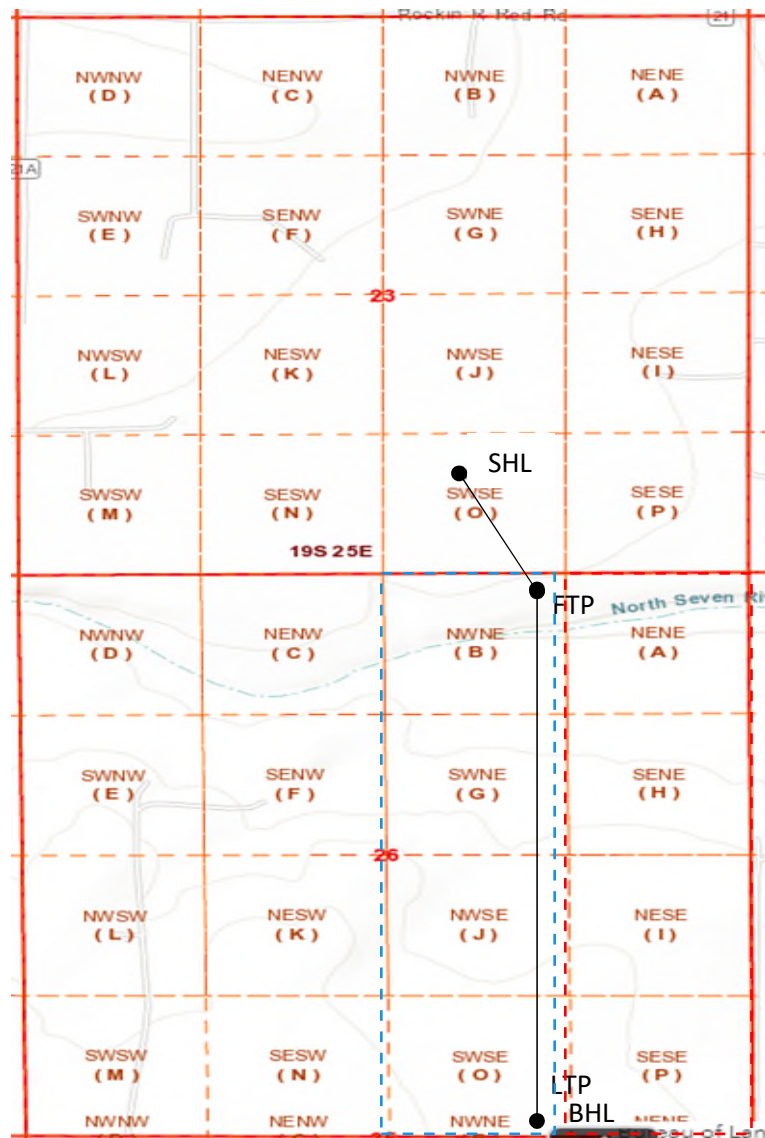 Rockin R Red Ra
21
NWNW NENW NWNE NENE
(D) (C) (B) (A)
21A
SWNW SENW SWNE SENE
(E) (F) (G) (H)
23
NWSW NESW NWSE NESE
(L) (K) (J) (I)
SHL
SWSW SESW SWSE SESE
(M) (N) (O) (P)
19S 25E
FTP
North Seven Ri
NWNW NENW NWNE NENE
(D) (C) (B) (A)
SWNW SENW SWNE SENE
(E) (F) (G) (H)
26
NWSW NESW NWSE NESE
(L) (K) (J) (I)
SWSW SESW SWSE SESE
(M) (N) (O) (P)
LTP
BHL
NWNW NENW NWNE NENE